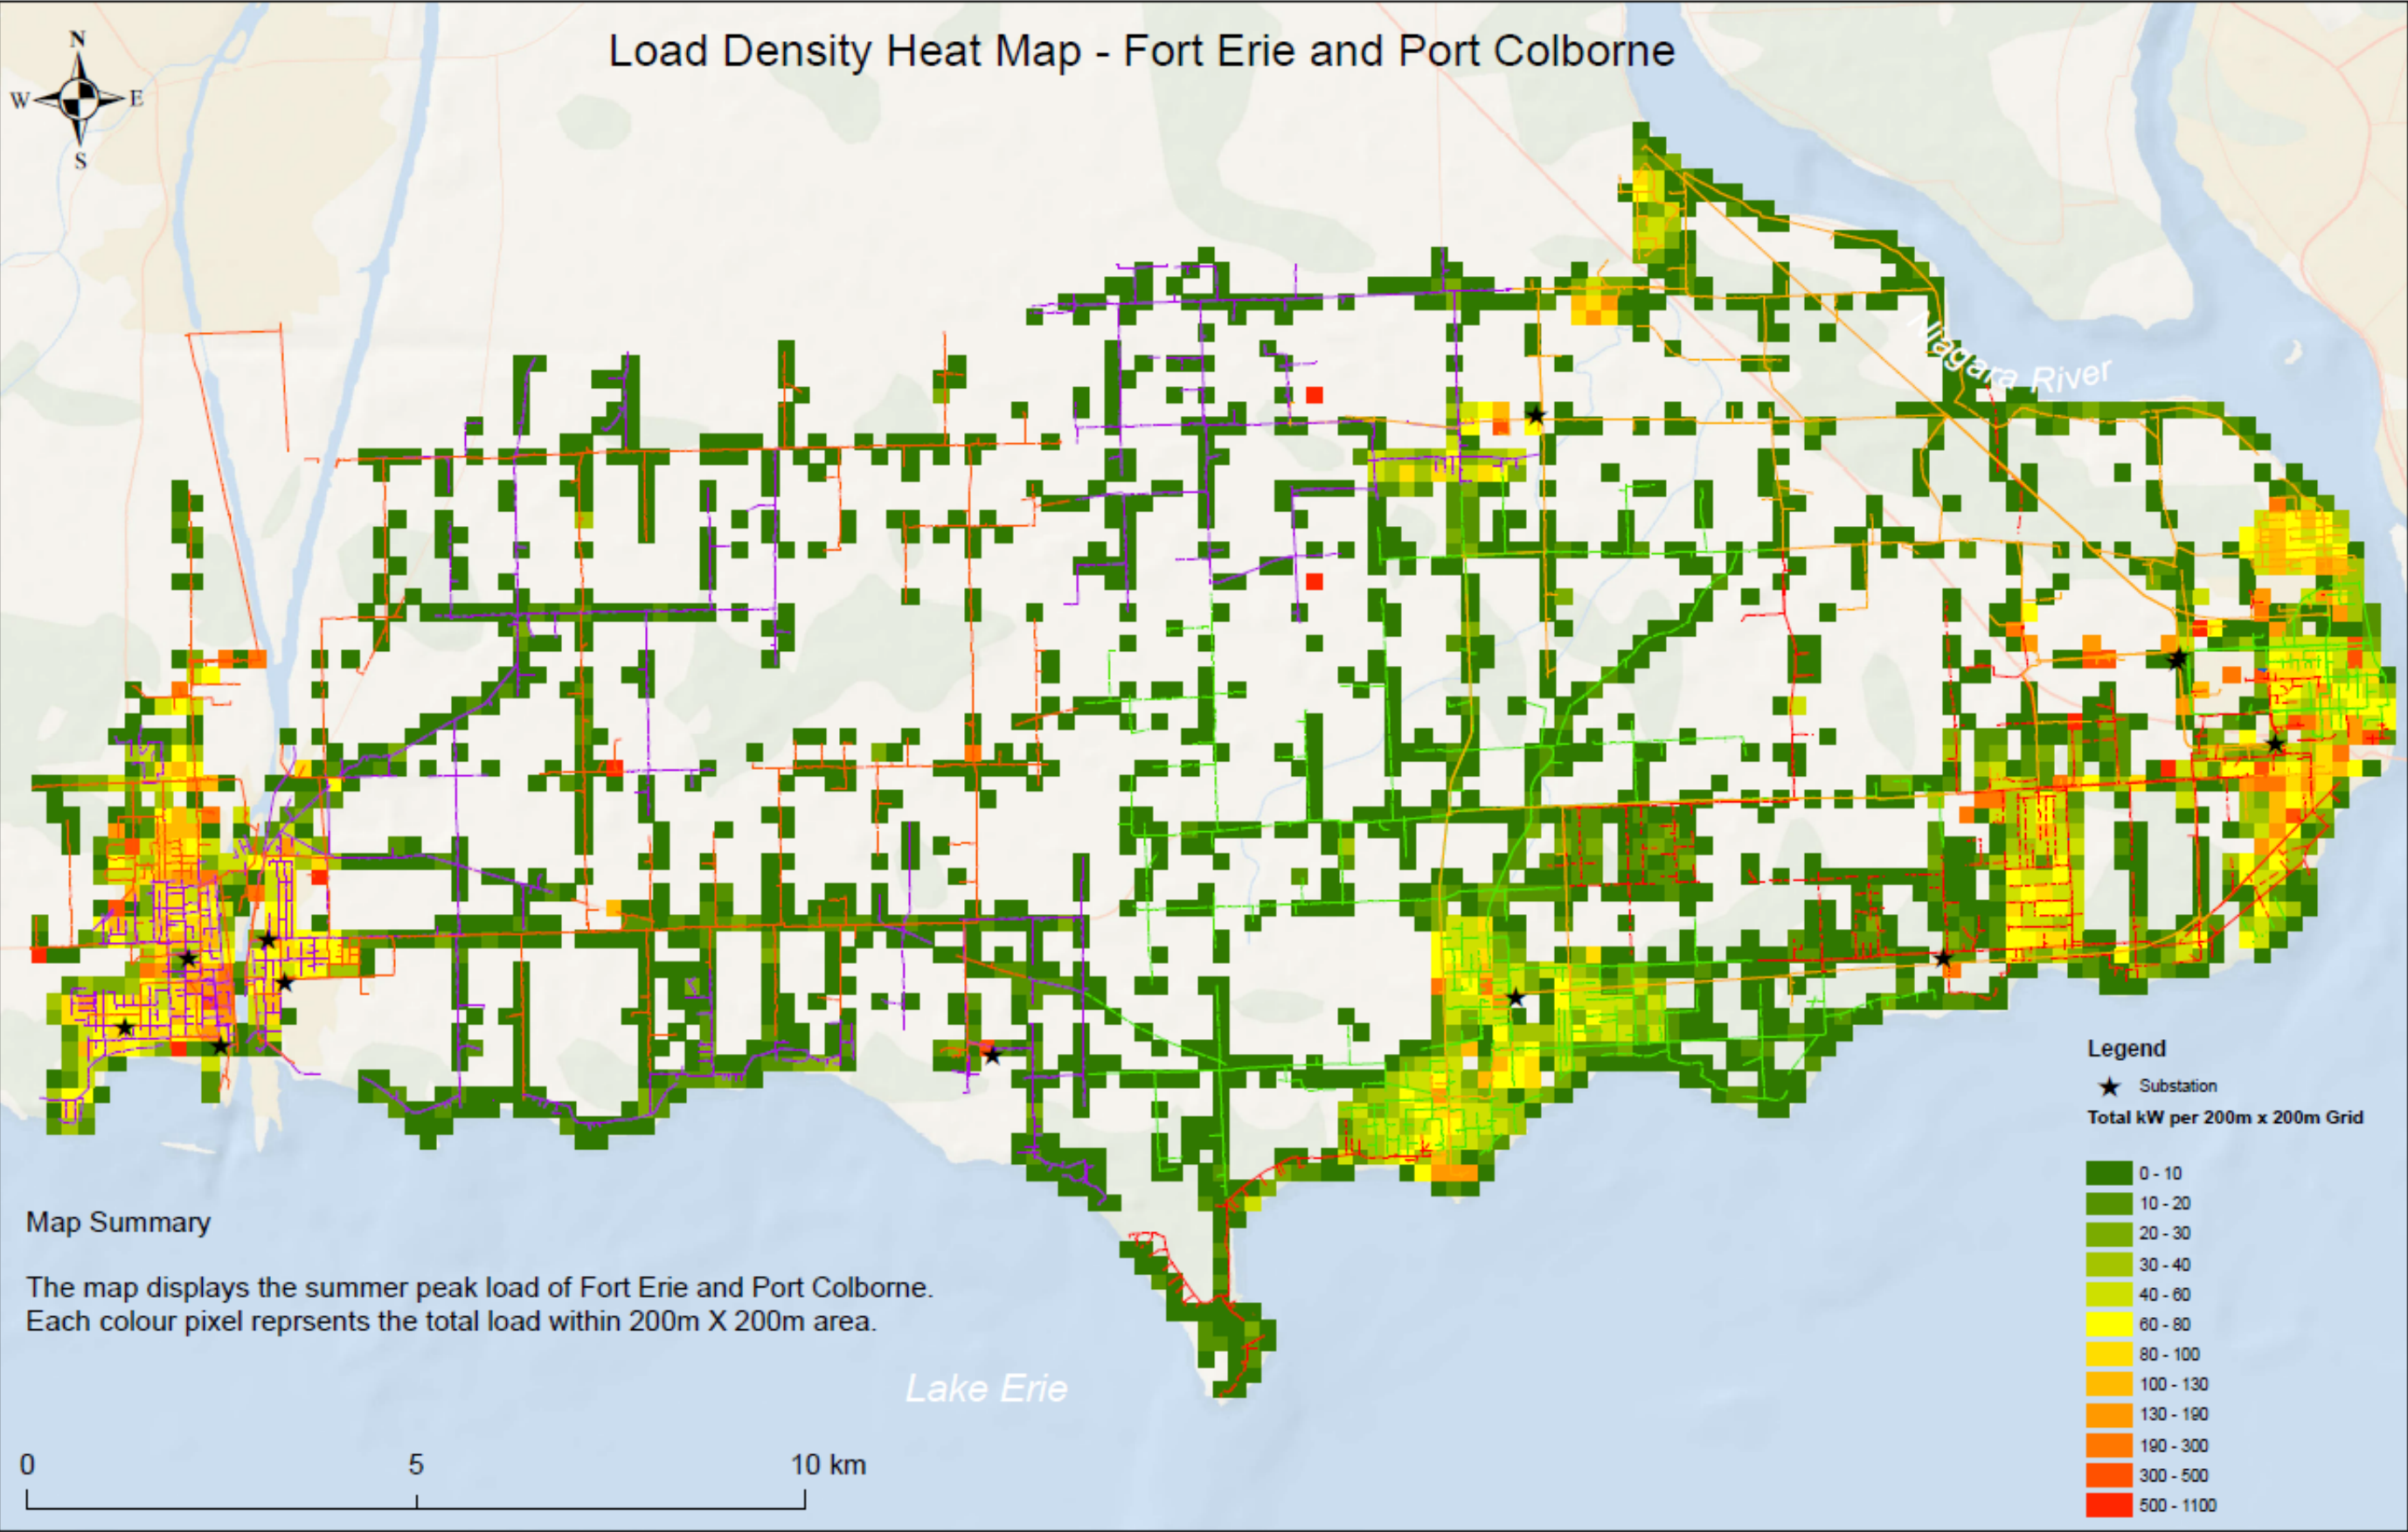 Load Density Heat Map - Fort Erie and Port Colborne
N
W E
S
Niagara River
Legend
Substation
Total kW per 200m x 200m Grid
0 - 10
10 - 20
20 - 30
30 - 40
40 - 60
60 - 80
80 - 100
100 - 130
130 - 190
190 - 300
300 - 500
500 - 1100
Map Summary
The map displays the summer peak load of Fort Erie and Port Colborne.
Each colour pixel reprsents the total load within 200m X 200m area.
Lake Erie
0 5 10 km